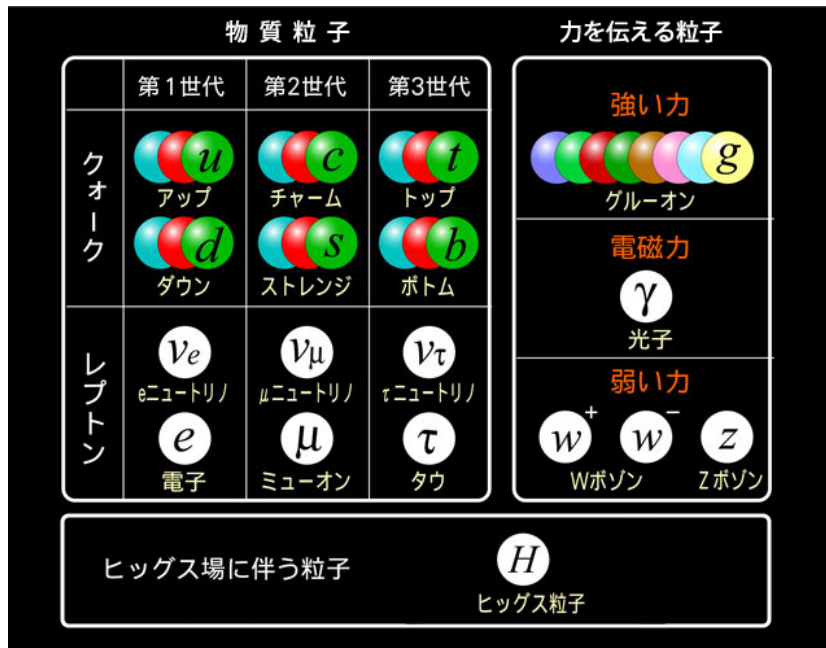 物質粒子
力を伝える粒子
第1世代 第2世代 第3世代
クォーク
u c t
アップ チャーム トップ
d s b
ダウン ストレンジ ボトム
レプトン
νe νμ ντ
eニュートリノ μニュートリノ τニュートリノ
e μ τ
電子 ミューオン タウ
強い力
g
グルーオン
電磁力
γ
光子
弱い力
W+ W− Z
Wボゾン Zボゾン
ヒッグス場に伴う粒子
H
ヒッグス粒子